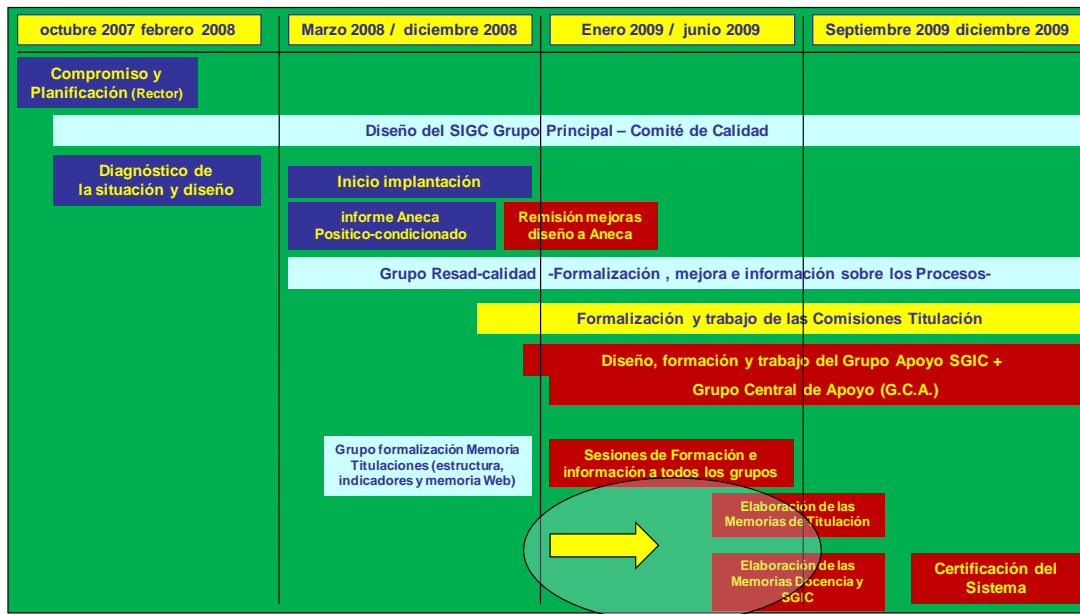 octubre 2007 febrero 2008
Marzo 2008 / diciembre 2008
Enero 2009 / junio 2009
Septiembre 2009 diciembre 2009
Compromiso y
Planificación (Rector)
Diseño del SIGC Grupo Principal – Comité de Calidad
Diagnóstico de
la situación y diseño
Inicio implantación
informe Aneca
Positico-condicionado
Remisión mejoras
diseño a Aneca
Grupo Resad-calidad -Formalización , mejora e información sobre los Procesos-
Formalización y trabajo de las Comisiones Titulación
Diseño, formación y trabajo del Grupo Apoyo SGIC +
Grupo Central de Apoyo (G.C.A.)
Grupo formalización Memoria
Titulaciones (estructura,
indicadores y memoria Web)
Sesiones de Formación e
información a todos los grupos
Elaboración de las
Memorias de Titulación
Elaboración de las
Memorias Docencia y
SGIC
Certificación del
Sistema